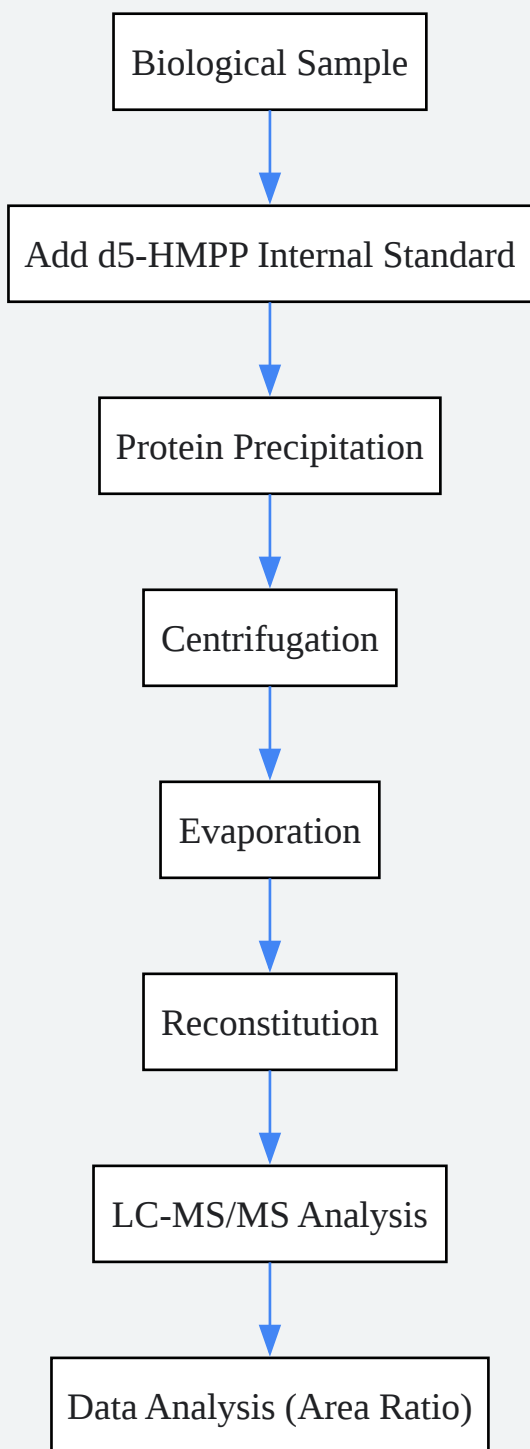 Biological Sample
Add d5-HMPP Internal Standard
Protein Precipitation
Centrifugation
Evaporation
Reconstitution
LC-MS/MS Analysis
Data Analysis (Area Ratio)